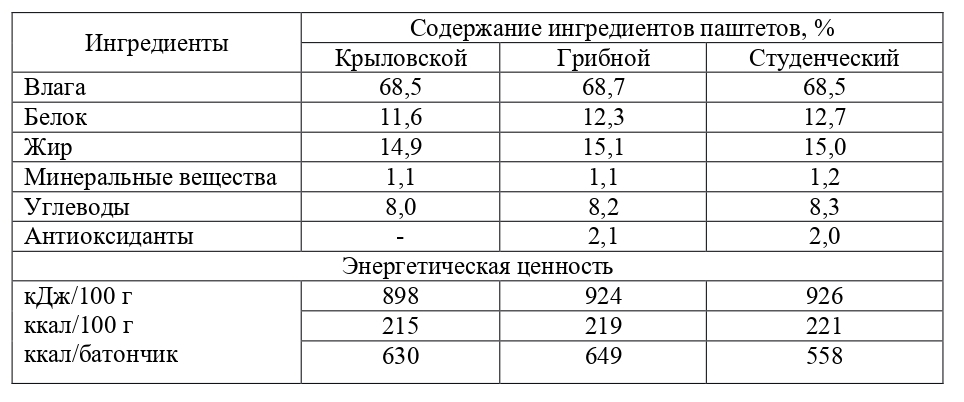 Ингредиенты Содержание ингредиентов паштетов, %
Крыловской Грибной Студенческий
Влага 68,5 68,7 68,5
Белок 11,6 12,3 12,7
Жир 14,9 15,1 15,0
Минеральные вещества 1,1 1,1 1,2
Углеводы 8,0 8,2 8,3
Антиоксиданты - 2,1 2,0
Энергетическая ценность
кДж/100 г 898 924 926
ккал/100 г 215 219 221
ккал/батончик 630 649 558